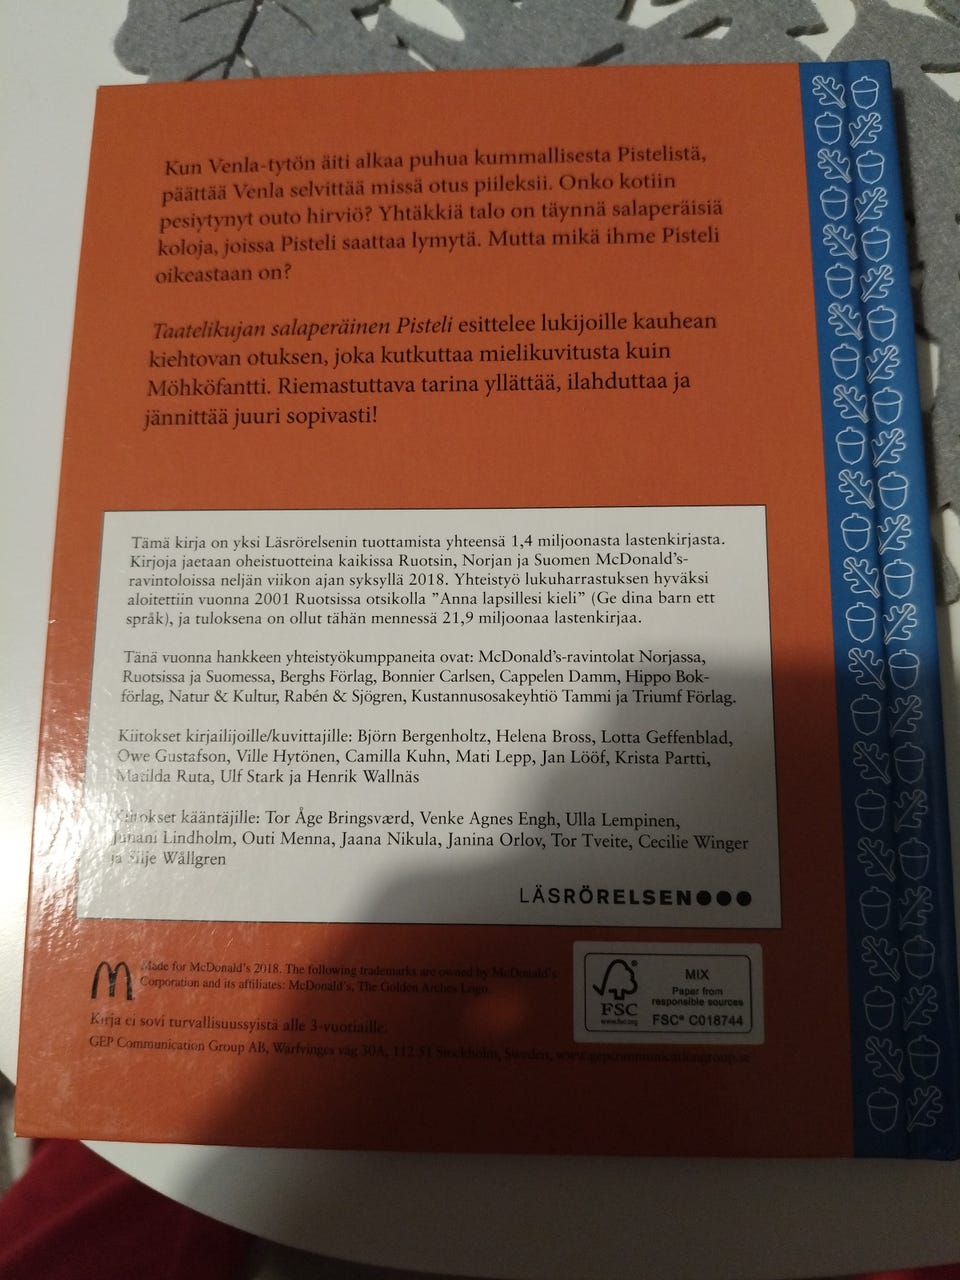 Kun Venla-tytön äiti alkaa puhua kummallisesta Pistelistä,
päättää Venla selvittää missä otus piileksii. Onko kotiin
pesiytynyt outo hirviö? Yhtäkkiä talo on täynnä salaperäisiä
koloja, joissa Pisteli saattaa lymytä. Mutta mikä ihme Pisteli
oikeastaan on?
Taatelikujan salaperäinen Pisteli esittelee lukijoille kauhean
kiehtovan otuksen, joka kutkuttaa mielikuvitusta kuin
Möhköfantti. Riemastuttava tarina yllättää, ilahduttaa ja
jännittää juuri sopivasti!
Tämä kirja on yksi Läsrörelsenin tuottamista yhteensä 1,4 miljoonasta lastenkirjasta.
Kirjoja jaetaan oheistuotteina kaikissa Ruotsin, Norjan ja Suomen McDonald's-
ravintoloissa neljän viikon ajan syksyllä 2018. Yhteistyö lukuharrastuksen hyväksi
aloitettiin vuonna 2001 Ruotsissa otsikolla ”Anna lapsillesi kieli” (Ge dina barn ett
språk), ja tuloksena on ollut tähän mennessä 21,9 miljoonaa lastenkirjaa.
Tänä vuonna hankkeen yhteistyökumppaneita ovat: McDonald's-ravintolat Norjassa,
Ruotsissa ja Suomessa, Berghs Förlag, Bonnier Carlsen, Cappelen Damm, Hippo Bok-
förlag, Natur & Kultur, Rabén & Sjögren, Kustannusosakeyhtiö Tammi ja Triumf Förlag.
Kiitokset kirjailijoille/kuvittajille: Björn Bergenholtz, Helena Bross, Lotta Geffenblad,
Owe Gustafson, Ville Hytönen, Camilla Kuhn, Mati Lepp, Jan Lööf, Krista Partti,
Matilda Ruta, Ulf Stark ja Henrik Wallnäs
Kiitokset kääntäjille: Tor Åge Bringsværd, Venke Agnes Engh, Ulla Lempinen,
Juhani Lindholm, Outi Menna, Jaana Nikula, Janina Orlov, Tor Tveite, Cecilie Winger
ja Silje Wållgren
LÄSRÖRELSEN●●●
Made for McDonald's 2018. The following trademarks are owned by McDonald's
Corporation and its affiliates: McDonald's, The Golden Arches Logo.
Kirja ei sovi turvallisuussyistä alle 3-vuotiaille.
GEP Communication Group AB, Warfvinges väg 30A, 112 51 Stockholm, Sweden, www.gepcommunicationgroup.se
FSC
www.fsc.org
MIX
Paper from
responsible sources
FSC® C018744